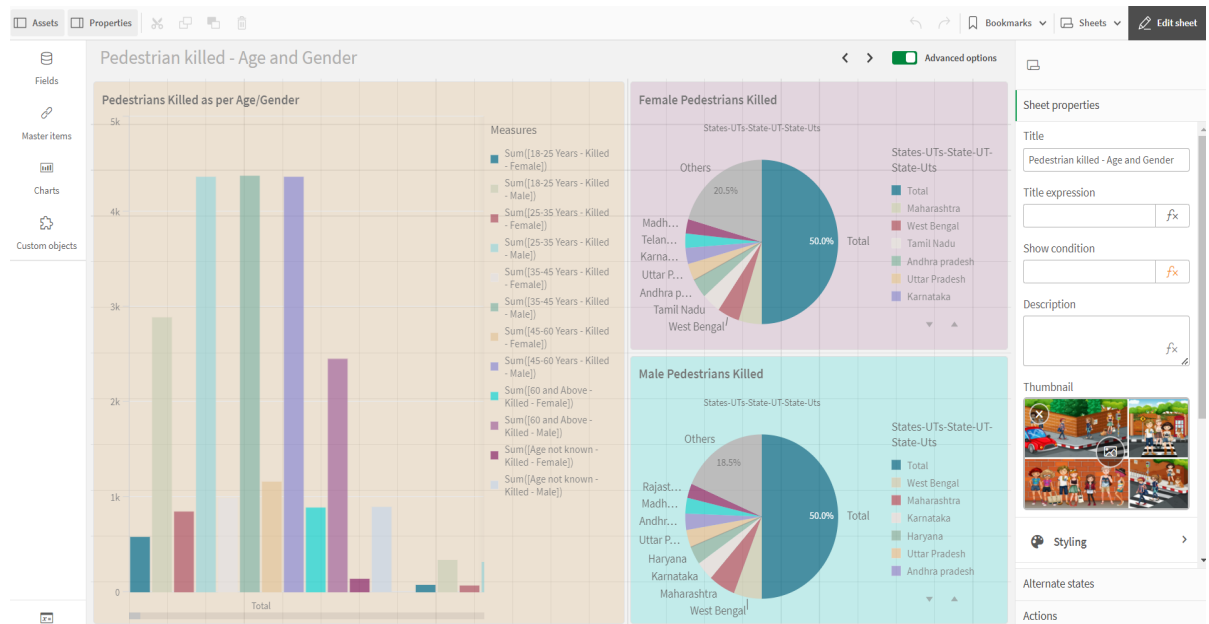 Assets
Properties
Bookmarks
Sheets
Edit sheet
Fields
Master items
Charts
Custom objects
Pedestrian killed - Age and Gender
Advanced options
Pedestrians Killed as per Age/Gender
5k
4k
3k
2k
1k
0
Total
Measures
Sum([18-25 Years - Killed
- Female])
Sum([18-25 Years - Killed
- Male])
Sum([25-35 Years - Killed
- Female])
Sum([25-35 Years - Killed
- Male])
Sum([35-45 Years - Killed
- Female])
Sum([35-45 Years - Killed
- Male])
Sum([45-60 Years - Killed
- Female])
Sum([45-60 Years - Killed
- Male])
Sum([60 and Above -
Killed - Female])
Sum([60 and Above -
Killed - Male])
Sum([Age not known -
Killed - Female])
Sum([Age not known -
Killed - Male])
Female Pedestrians Killed
States-UTs-State-UT-State-Uts
Others
20.5%
Madh...
Telan...
Karna...
Uttar P...
Andhra p...
Tamil Nadu
West Bengal
50.0%
Total
States-UTs-State-UT-
State-Uts
Total
Maharashtra
West Bengal
Tamil Nadu
Andhra pradesh
Uttar Pradesh
Karnataka
Male Pedestrians Killed
States-UTs-State-UT-State-Uts
Others
18.5%
Rajast...
Madh...
Andhr...
Uttar P...
Haryana
Karnataka
Maharashtra
West Bengal
50.0%
Total
States-UTs-State-UT-
State-Uts
Total
West Bengal
Maharashtra
Karnataka
Haryana
Uttar Pradesh
Andhra pradesh
Sheet properties
Title
Pedestrian killed - Age and Gender
Title expression
fx
Show condition
fx
Description
fx
Thumbnail
Styling
Alternate states
Actions